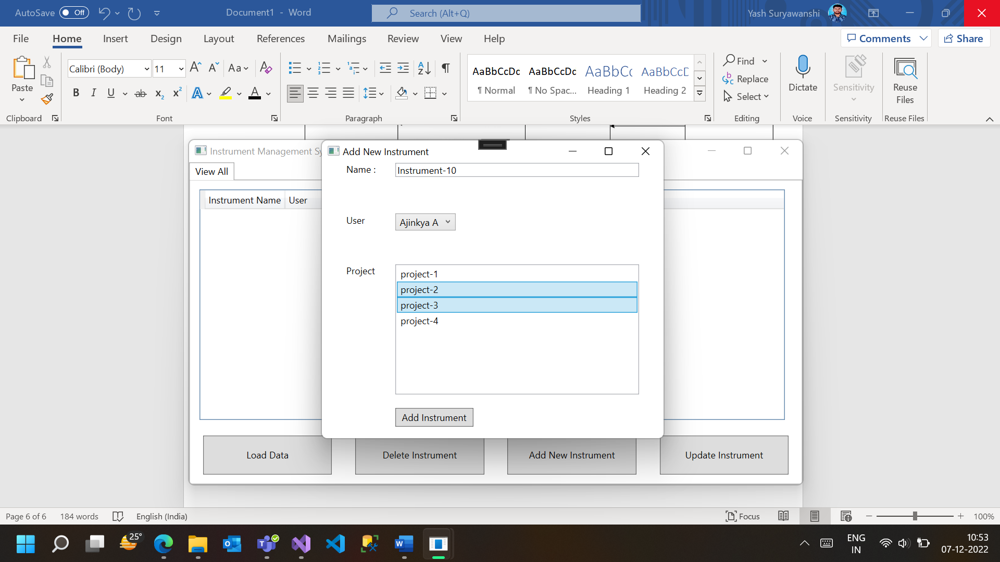 AutoSave Off Document1 - Word Search (Alt+Q) Yash Suryawanshi
File Home Insert Design Layout References Mailings Review View Help Comments Share
Paste
Clipboard
Calibri (Body) 11
Aa
B I U ab x2 x2 A A
Font
Paragraph
AaBbCcDc AaBbCcDc AaBbC AaBbCcD
¶ Normal ¶ No Spac... Heading 1 Heading 2
Styles
Find
Replace
Select
Editing
Dictate
Voice
Sensitivity
Sensitivity
Reuse
Files
Reuse Files
Instrument Management Sy
View All
Instrument Name User
Add New Instrument
Name : Instrument-10
User Ajinkya A
Project
project-1
project-2
project-3
project-4
Add Instrument
Load Data Delete Instrument Add New Instrument Update Instrument
Page 6 of 6 184 words English (India) Focus 100%
25°
ENG
IN
10:53
07-12-2022